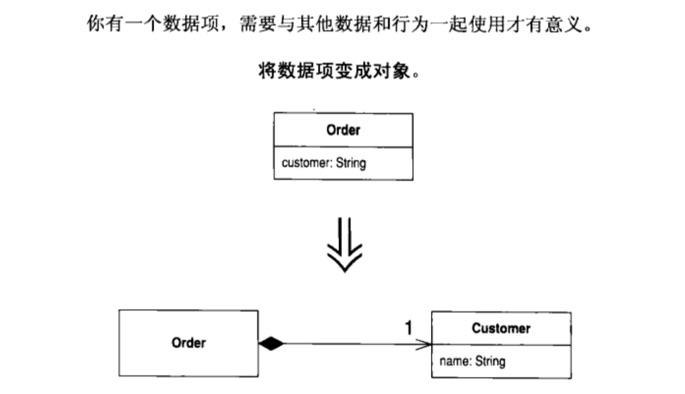 你有一个数据项，需要与其他数据和行为一起使用才有意义。
将数据项变成对象。
Order
customer: String
Order
1
Customer
name: String